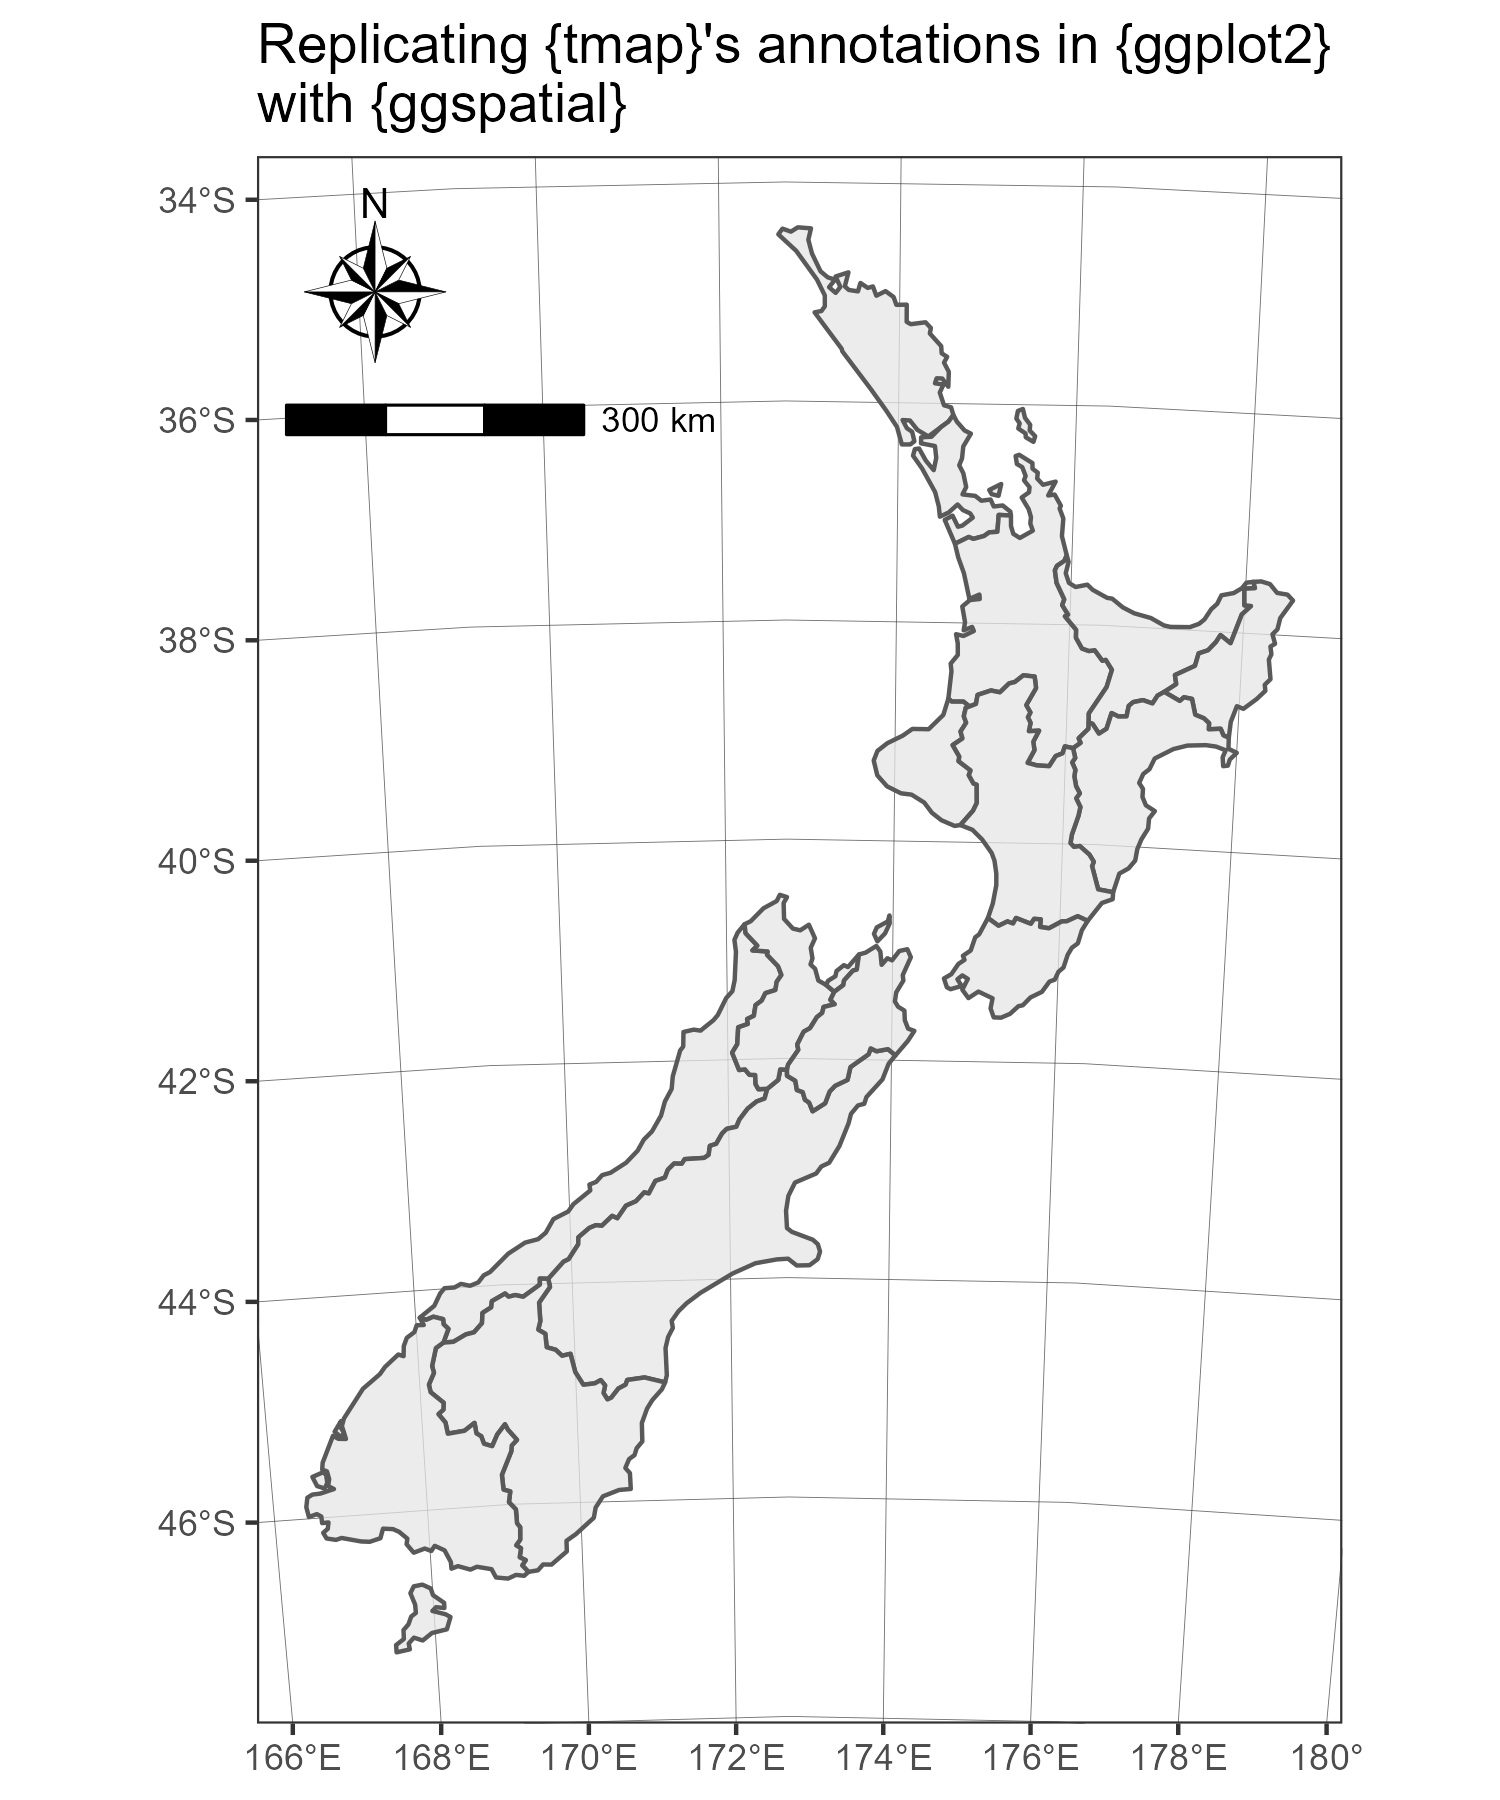 Replicating {tmap}'s annotations in {ggplot2}
with {ggspatial}
34°S
N
36°S
300 km
38°S
40°S
42°S
44°S
46°S
166°E 168°E 170°E 172°E 174°E 176°E 178°E 180°